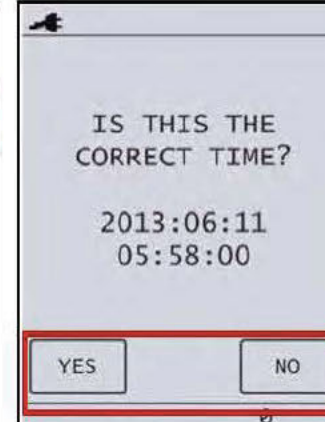 IS THIS THE
CORRECT TIME?
2013:06:11
05:58:00
YES NO